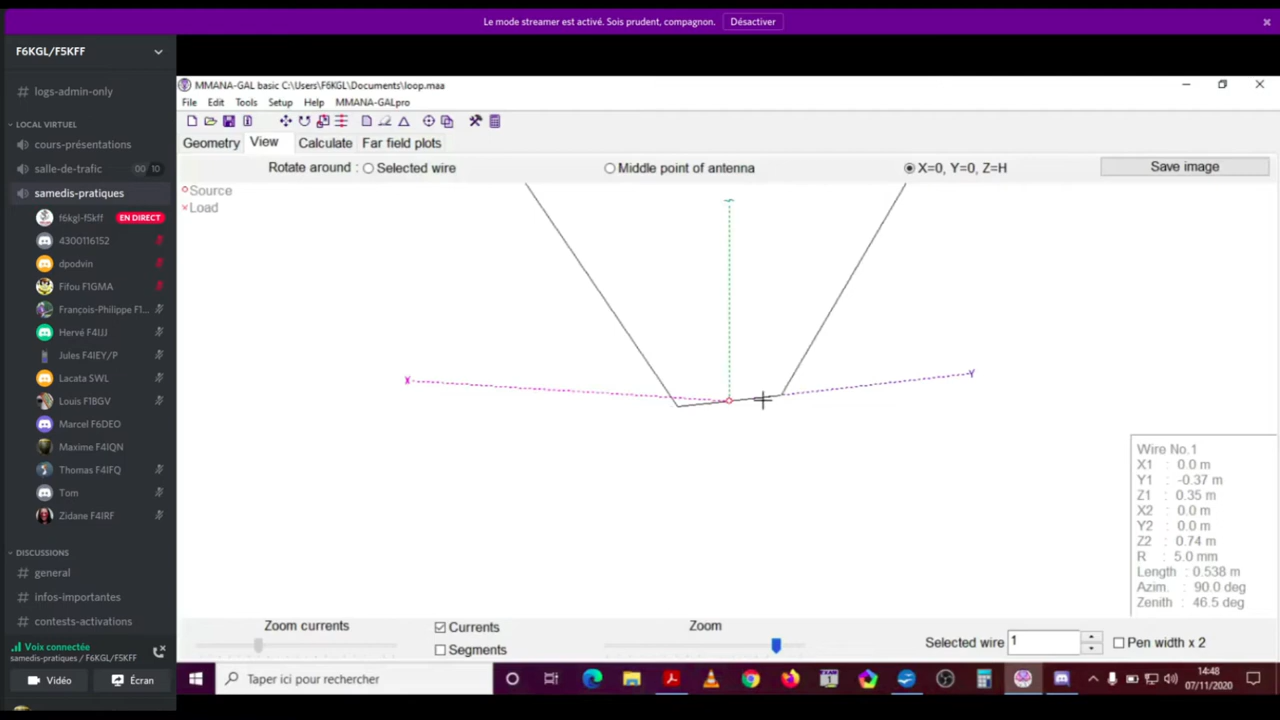 Le mode streamer est activé. Sois prudent, compagnon. Désactiver
F6KGL/F5KFF
logs-admin-only
LOCAL VIRTUEL
cours-présentations
salle-de-trafic 00 10
samedis-pratiques
f6kgl-f5kff EN DIRECT
4300116152
dpodvin
Fifou F1GMA
François-Philippe F1...
Hervé F4IJJ
Jules F4IEY/P
Lacata SWL
Louis F1BGV
Marcel F6DEO
Maxime F4IQN
Thomas F4IFQ
Tom
Zidane F4IRF
DISCUSSIONS
general
infos-importantes
contests-activations
Voix connectée
samedis-pratiques / F6KGL/F5KFF
Vidéo Écran
MMANA-GAL basic C:\Users\F6KGL\Documents\loop.maa
File Edit Tools Setup Help MMANA-GALpro
Geometry View Calculate Far field plots
Rotate around : Selected wire Middle point of antenna X=0, Y=0, Z=H Save image
Source
Load
X
Y
Wire No.1
X1 : 0.0 m
Y1 : -0.37 m
Z1 : 0.35 m
X2 : 0.0 m
Y2 : 0.0 m
Z2 : 0.74 m
R : 5.0 mm
Length : 0.538 m
Azim. : 90.0 deg
Zenith : 46.5 deg
Zoom currents Currents Zoom
Segments Selected wire 1 Pen width x 2
Taper ici pour rechercher
14:48
07/11/2020